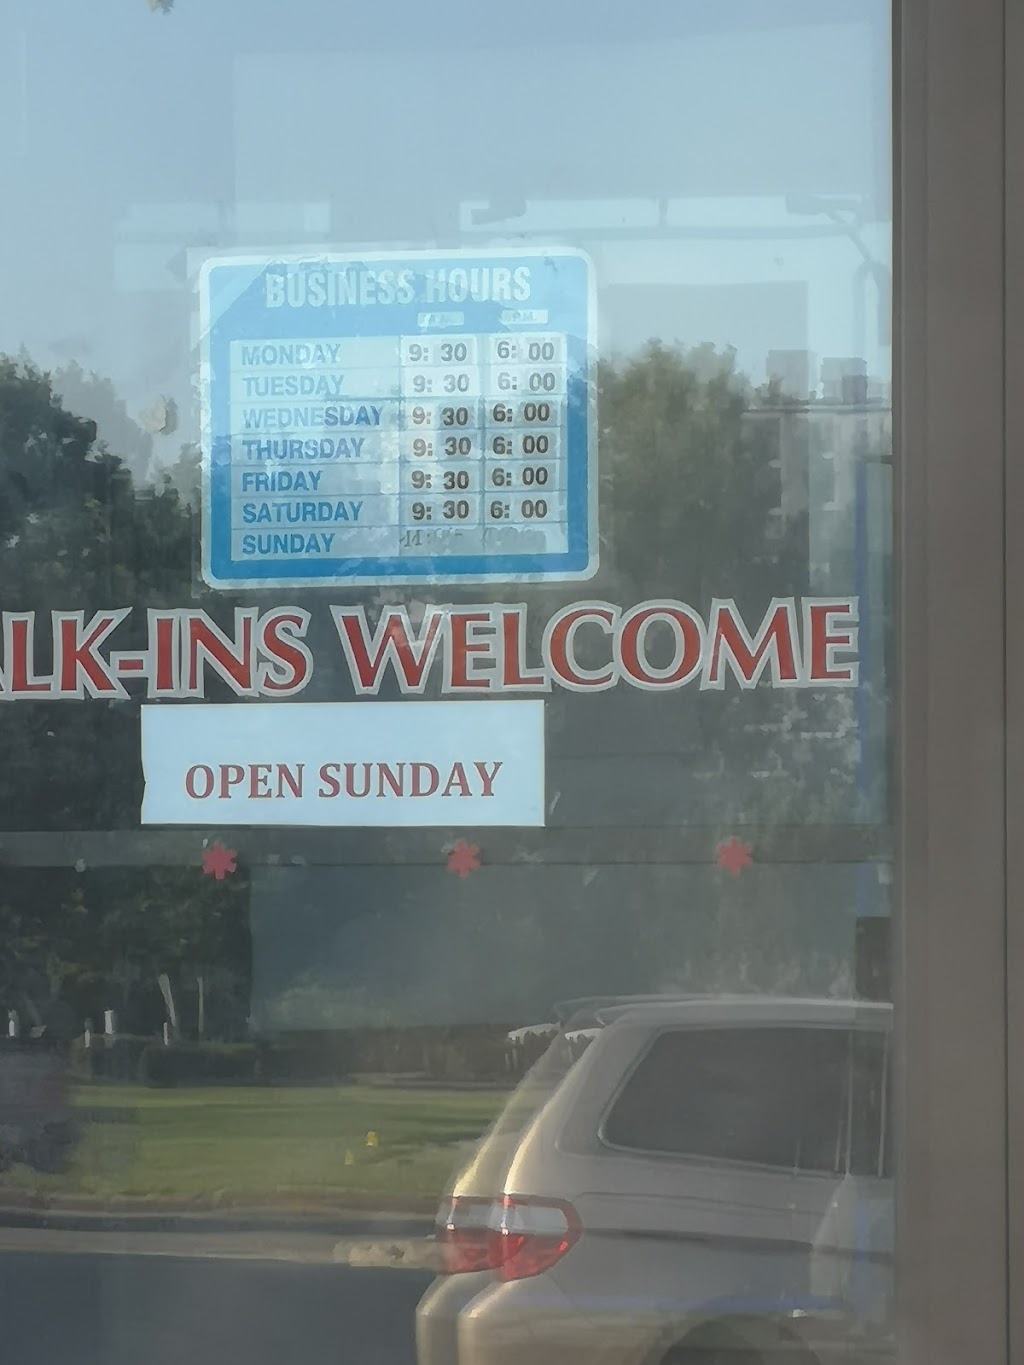 BUSINESS HOURS
P.M.
MONDAY 9: 30 6: 00
TUESDAY 9: 30 6: 00
WEDNESDAY 9: 30 6: 00
THURSDAY 9: 30 6: 00
FRIDAY 9: 30 6: 00
SATURDAY 9: 30 6: 00
SUNDAY
ALK-INS WELCOME
OPEN SUNDAY